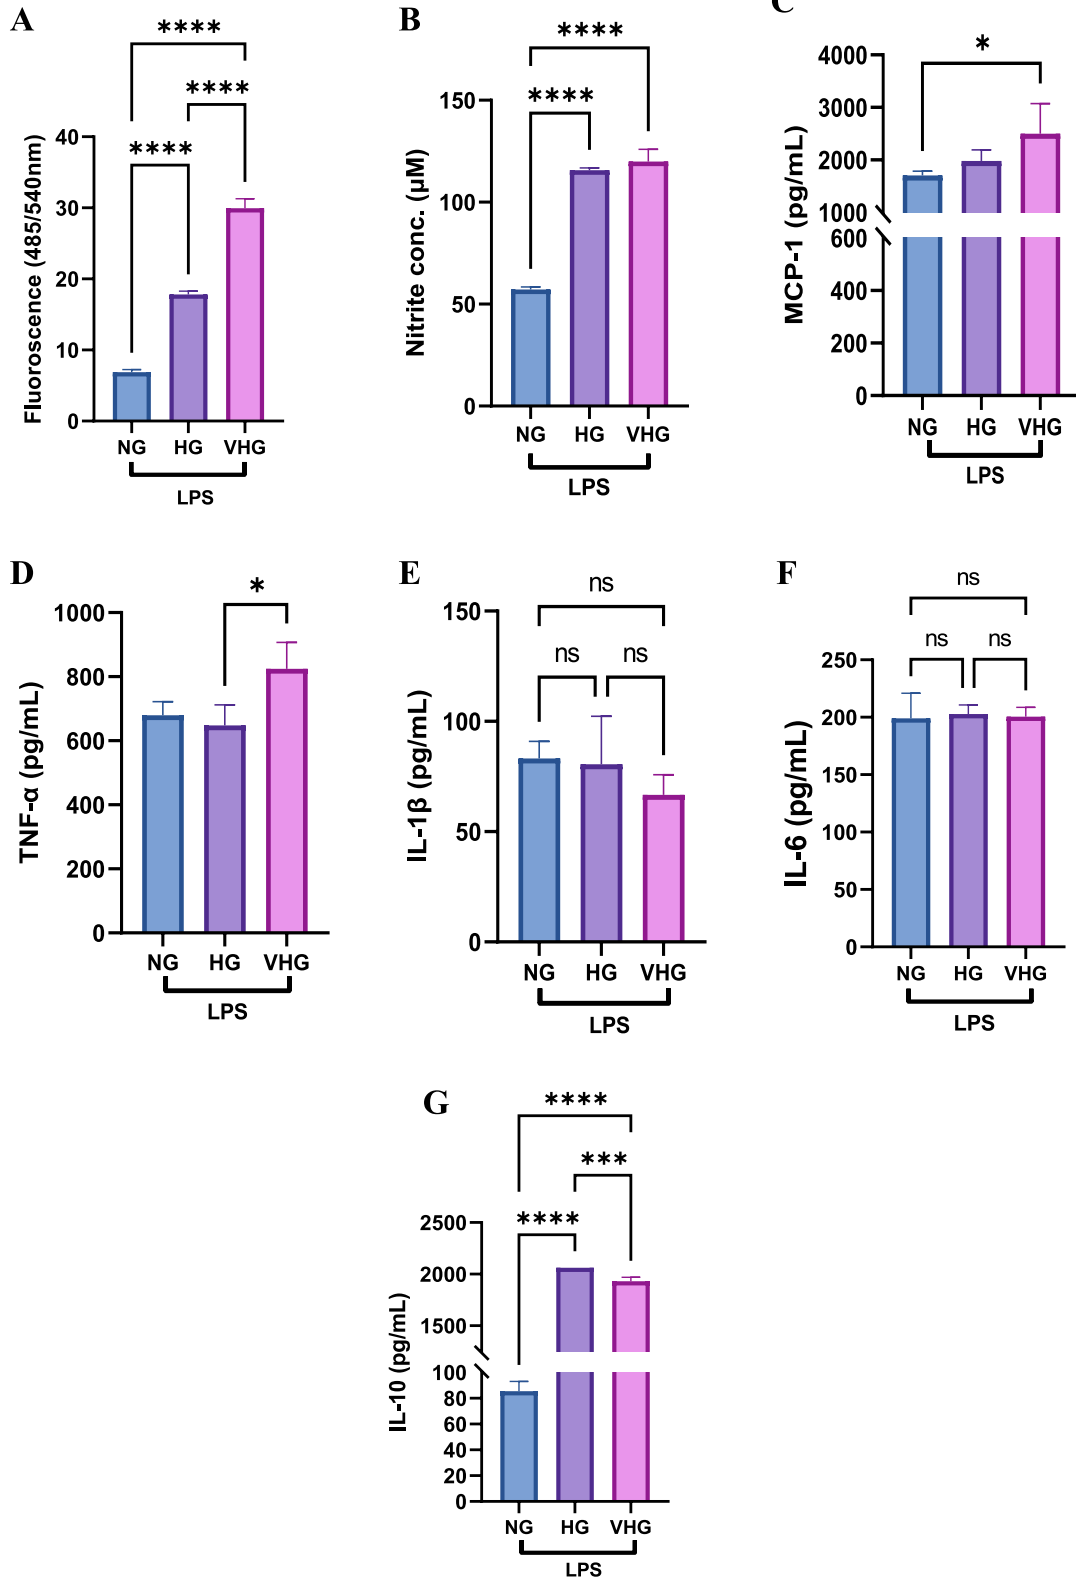 A
****
****
****
Fluoroscence (485/540nm)
40
30
20
10
0
NG HG VHG
LPS
B
****
****
Nitrite conc. (µM)
150
100
50
0
NG HG VHG
LPS
C
*
MCP-1 (pg/mL)
4000
3000
2000
1000
600
400
200
0
NG HG VHG
LPS
D
*
TNF-α (pg/mL)
1000
800
600
400
200
0
NG HG VHG
LPS
E
ns
ns ns
IL-1β (pg/mL)
150
100
50
0
NG HG VHG
LPS
F
ns
ns ns
IL-6 (pg/mL)
250
200
150
100
50
0
NG HG VHG
LPS
G
****
***
****
IL-10 (pg/mL)
2500
2000
1500
100
80
60
40
20
0
NG HG VHG
LPS